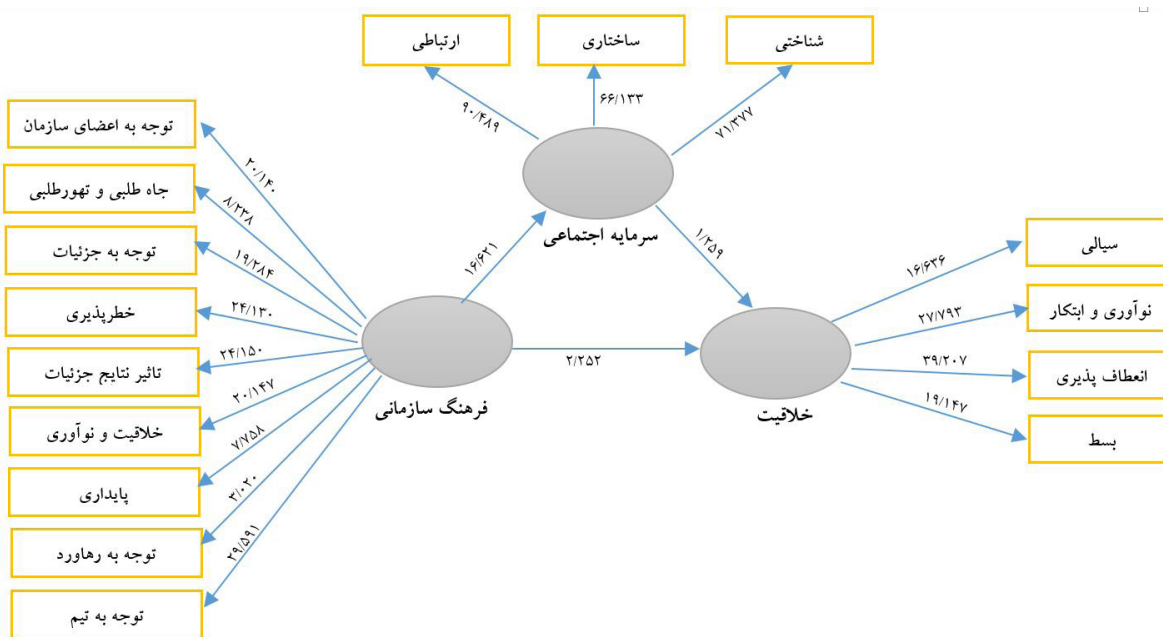 ارتباطی
ساختاری
شناختی
۹۰/۴۸۹
۶۶/۱۳۳
۷۱/۳۷۷
سرمایه اجتماعی
توجه به اعضای سازمان
جاه طلبی و تهورطلبی
توجه به جزئیات
خطرپذیری
تاثیر نتایج جزئیات
خلاقیت و نوآوری
پایداری
توجه به رهاورد
توجه به تیم
۲۰/۱۴۰
۸/۲۳۸
۱۹/۲۸۴
۲۴/۱۳۰
۲۴/۱۵۰
۲۰/۱۴۷
۷/۷۵۸
۳/۰۲۰
۲۹/۵۹۱
فرهنگ سازمانی
۱۶/۶۲۱
۱/۲۵۹
۲/۲۵۲
خلاقیت
۱۶/۶۳۶
۲۷/۷۹۳
۳۹/۲۰۷
۱۹/۱۴۷
سیالی
نوآوری و ابتکار
انعطاف پذیری
بسط